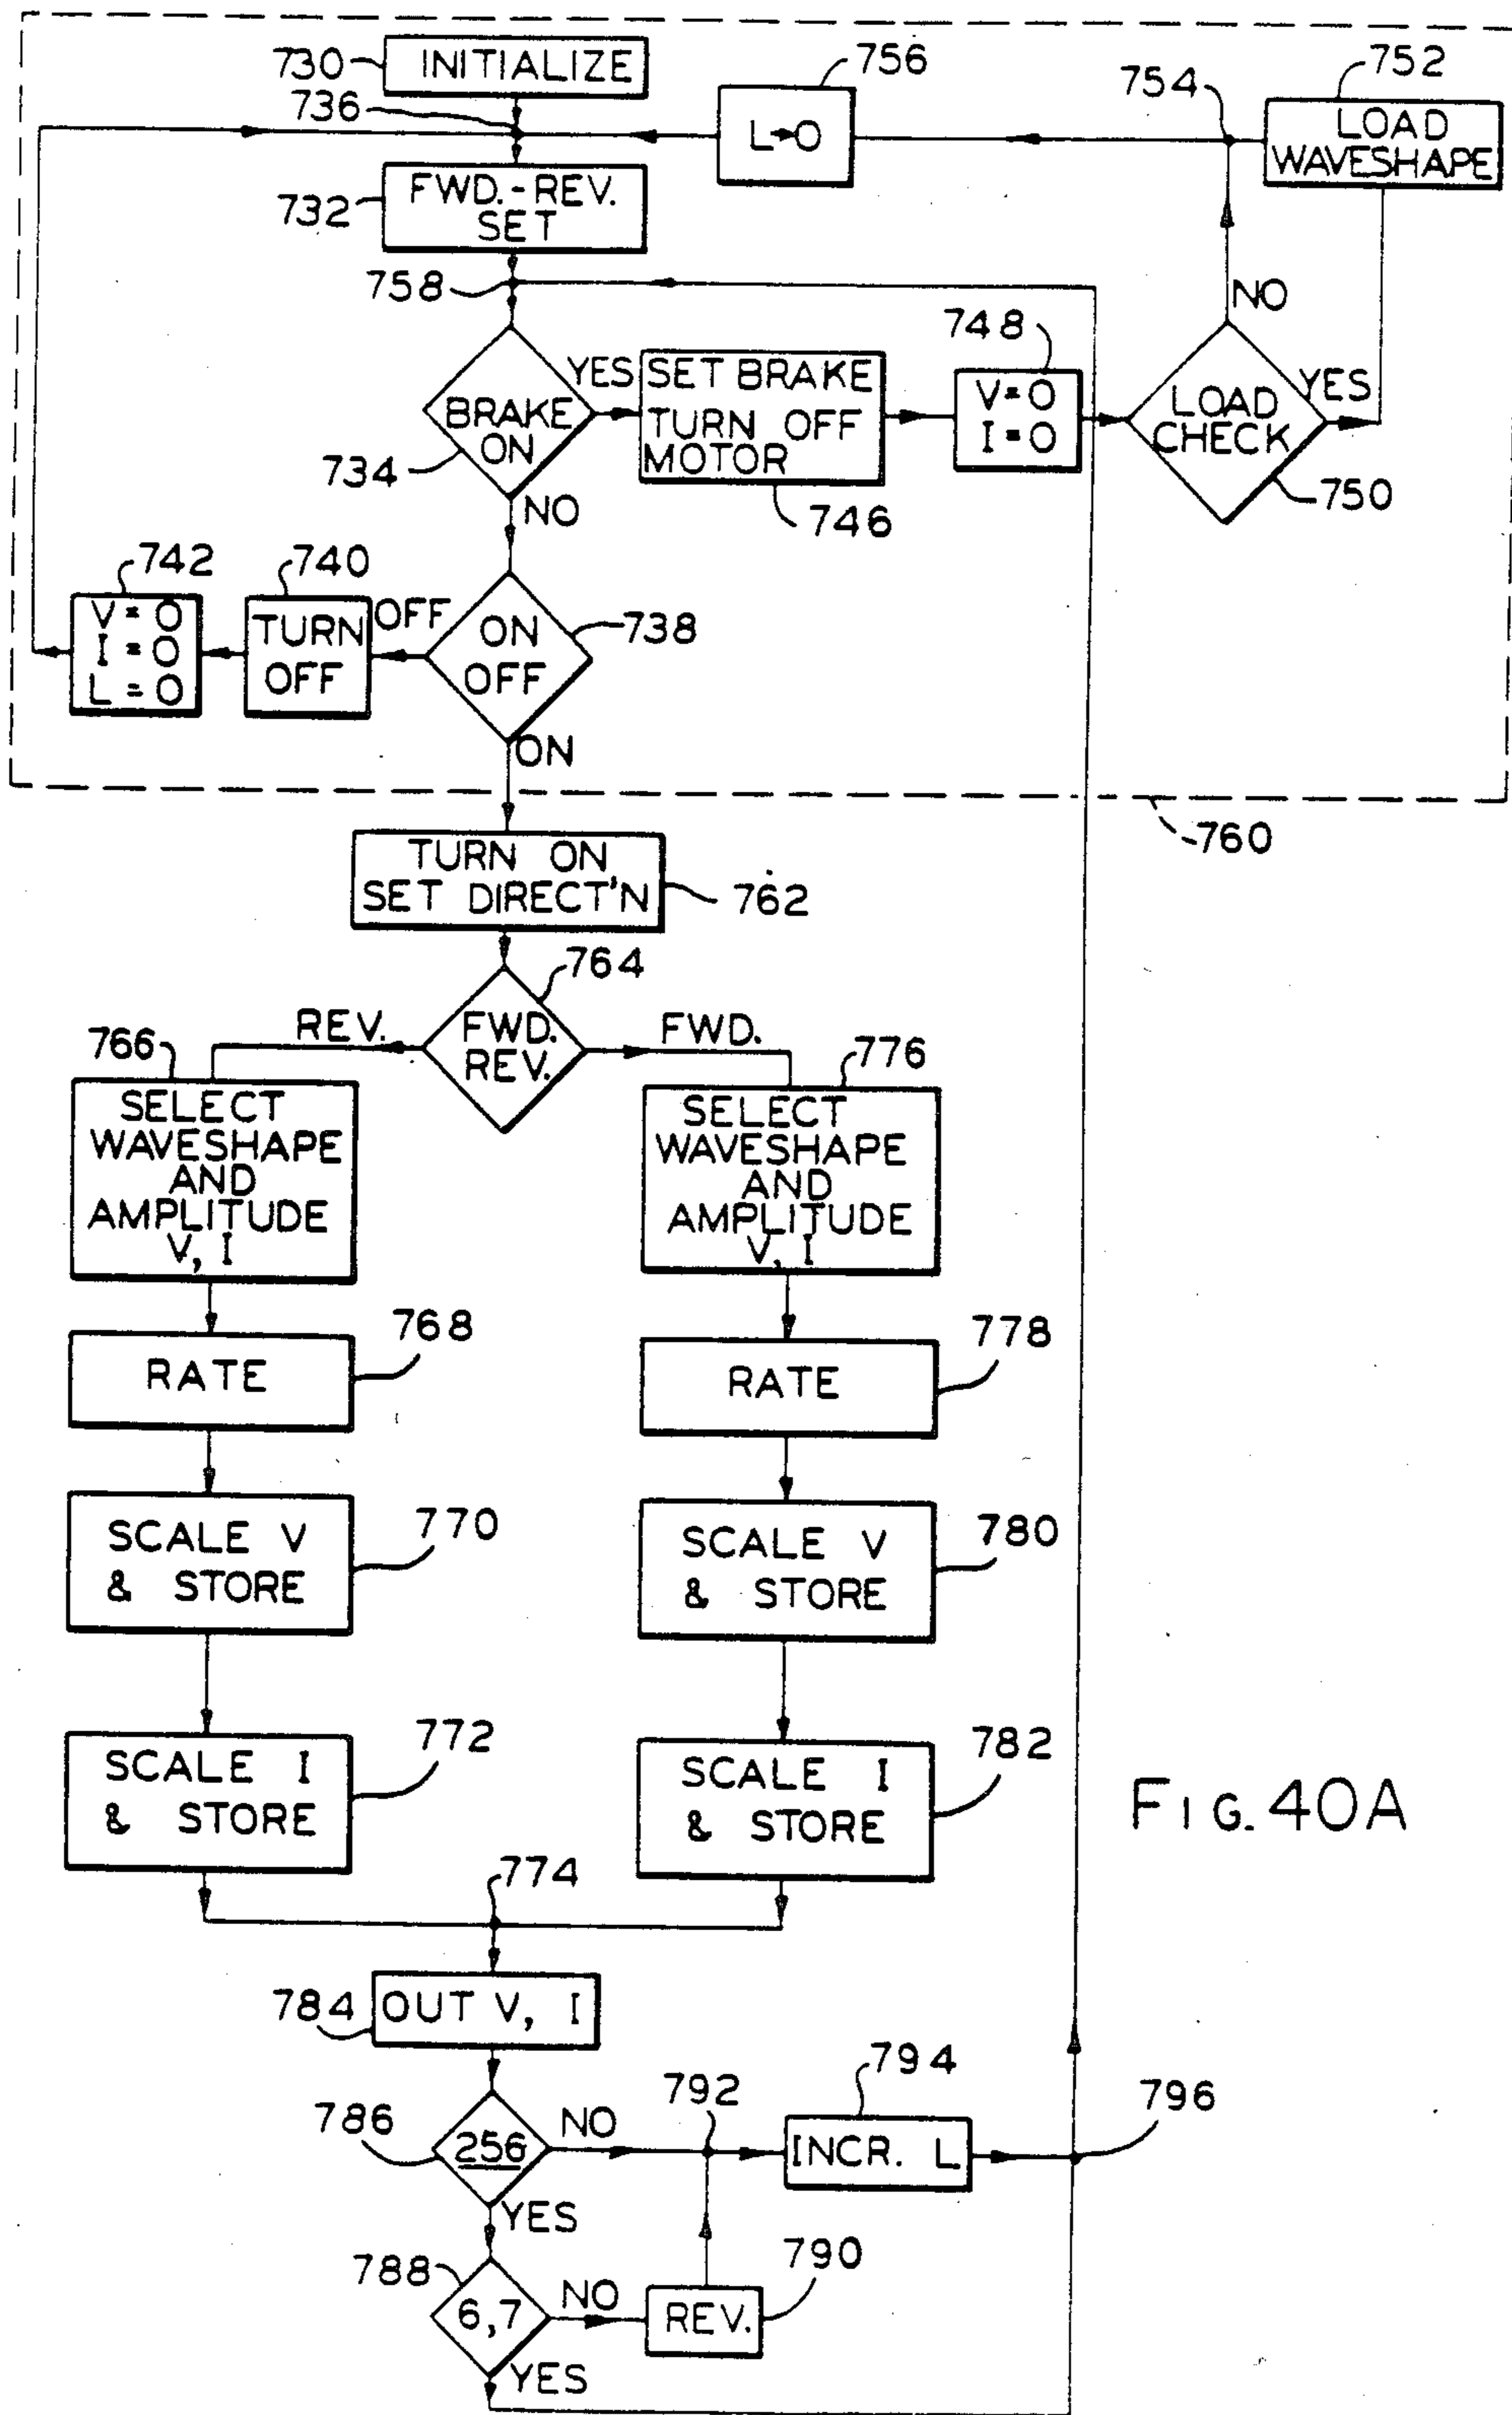 730
INITIALIZE
736
756
L→O
754
752
LOAD
WAVESHAPE
732
FWD.-REV.
SET
758
NO
734
BRAKE
ON
YES
SET BRAKE
TURN OFF
MOTOR
746
748
V=0
I=0
LOAD
CHECK
YES
750
NO
742
V=0
I=0
L=0
740
TURN
OFF
OFF
ON
OFF
738
ON
760
TURN ON
SET DIRECT'N
762
764
FWD.
REV.
REV.
FWD.
766
SELECT
WAVESHAPE
AND
AMPLITUDE
V, I
776
SELECT
WAVESHAPE
AND
AMPLITUDE
V, I
768
RATE
778
RATE
770
SCALE V
& STORE
780
SCALE V
& STORE
772
SCALE I
& STORE
782
SCALE I
& STORE
FIG. 40A
774
784
OUT V, I
786
256
NO
792
794
INCR. L
796
YES
788
6,7
NO
REV.
790
YES